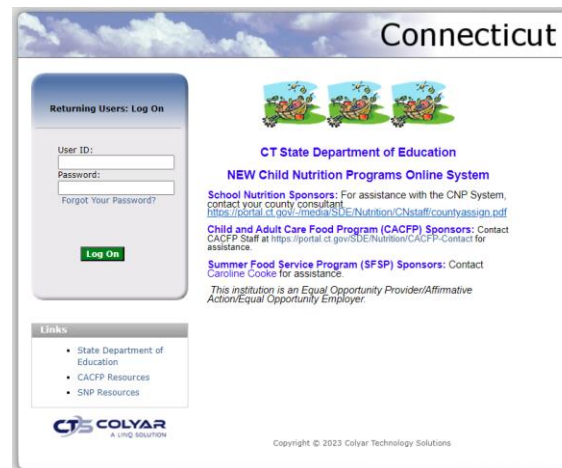 Connecticut
Returning Users: Log On
User ID:
Password:
Forgot Your Password?
Log On
Links
• State Department of
Education
• CACFP Resources
• SNP Resources
CTS COLYAR
A LINQ SOLUTION
CT State Department of Education
NEW Child Nutrition Programs Online System
School Nutrition Sponsors: For assistance with the CNP System,
contact your county consultant
https://portal.ct.gov/-/media/SDE/Nutrition/CNstaff/countyassign.pdf
Child and Adult Care Food Program (CACFP) Sponsors: Contact
CACFP Staff at https://portal.ct.gov/SDE/Nutrition/CACFP-Contact for
assistance.
Summer Food Service Program (SFSP) Sponsors: Contact
Caroline Cooke for assistance.
This institution is an Equal Opportunity Provider/Affirmative
Action/Equal Opportunity Employer.
Copyright © 2023 Colyar Technology Solutions